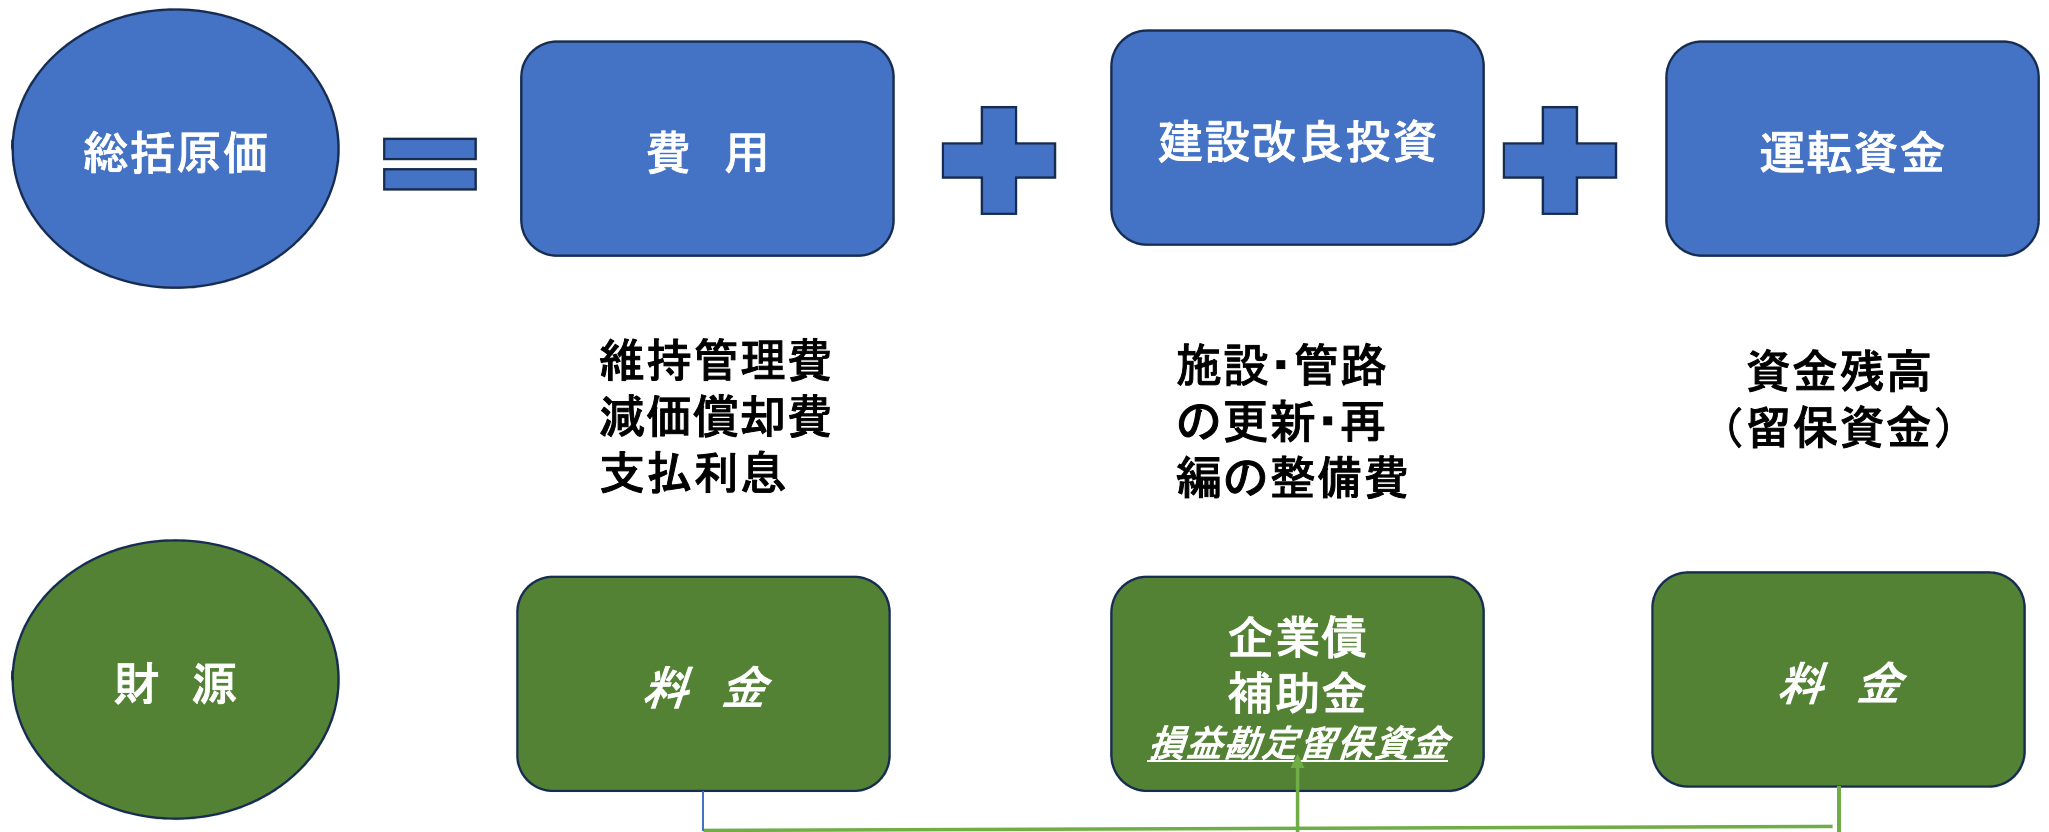 総括原価
費 用
建設改良投資
運転資金
維持管理費
減価償却費
支払利息
施設・管路
の更新・再
編の整備費
資金残高
（留保資金）
財 源
料 金
企業債
補助金
損益勘定留保資金
料 金